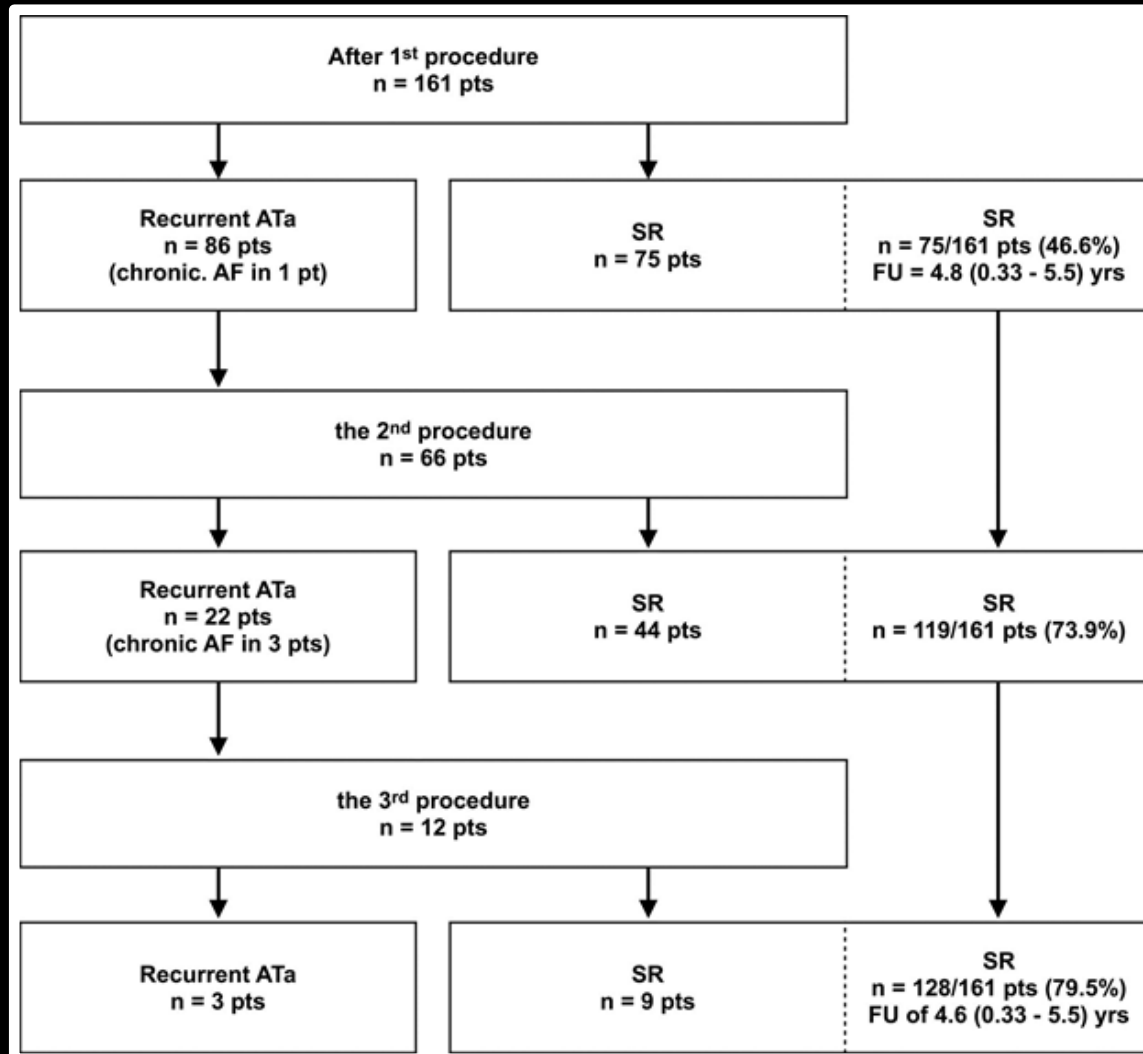 After 1st procedure
n = 161 pts
Recurrent ATa
n = 86 pts
(chronic. AF in 1 pt)
SR
n = 75 pts
SR
n = 75/161 pts (46.6%)
FU = 4.8 (0.33 - 5.5) yrs
the 2nd procedure
n = 66 pts
Recurrent ATa
n = 22 pts
(chronic AF in 3 pts)
SR
n = 44 pts
SR
n = 119/161 pts (73.9%)
the 3rd procedure
n = 12 pts
Recurrent ATa
n = 3 pts
SR
n = 9 pts
SR
n = 128/161 pts (79.5%)
FU of 4.6 (0.33 - 5.5) yrs